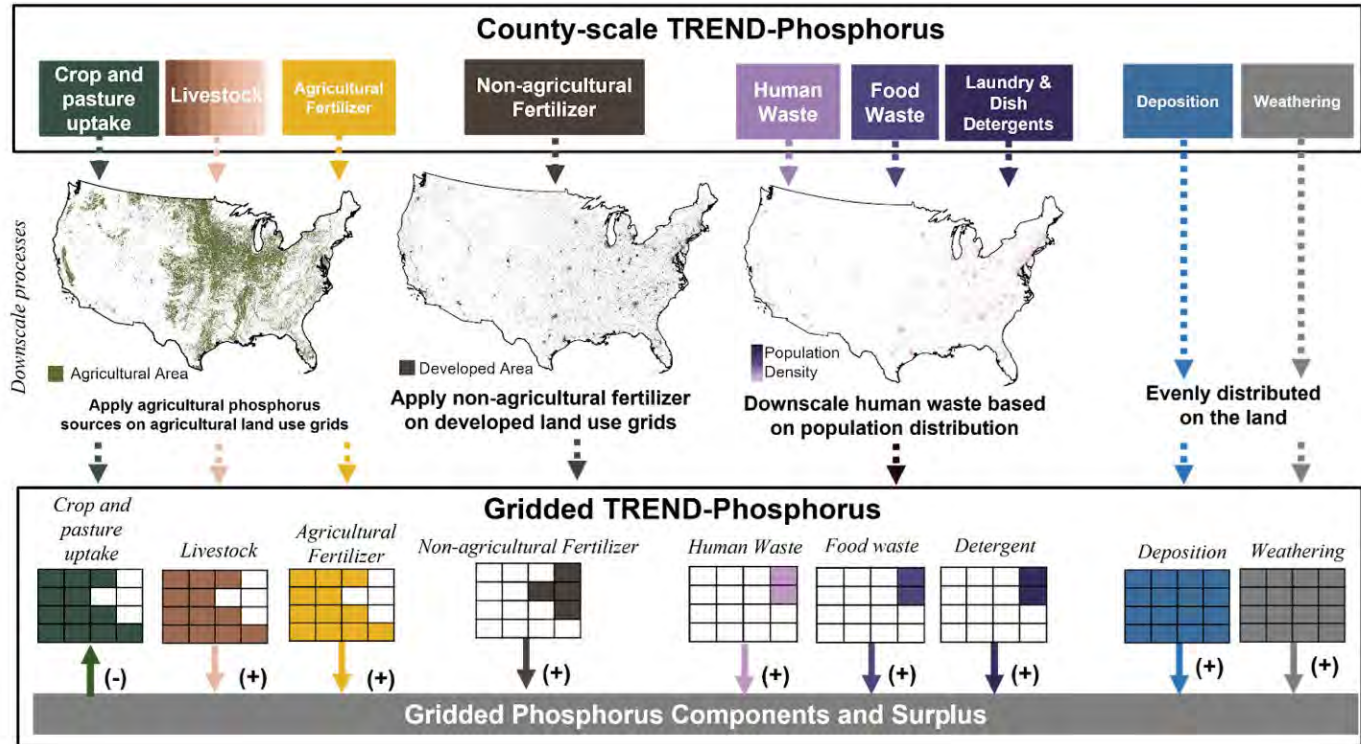 County-scale TREND-Phosphorus
Crop and
pasture
uptake
Livestock
Agricultural
Fertilizer
Non-agricultural
Fertilizer
Human
Waste
Food
Waste
Laundry &
Dish
Detergents
Deposition
Weathering
Downscale processes
Agricultural Area
Developed Area
Population
Density
Apply agricultural phosphorus
sources on agricultural land use grids
Apply non-agricultural fertilizer
on developed land use grids
Downscale human waste based
on population distribution
Evenly distributed
on the land
Gridded TREND-Phosphorus
Crop and
pasture
uptake
Livestock
Agricultural
Fertilizer
Non-agricultural Fertilizer
Human Waste
Food waste
Detergent
Deposition
Weathering
(-)
(+)
(+)
(+)
(+)
(+)
(+)
(+)
(+)
Gridded Phosphorus Components and Surplus